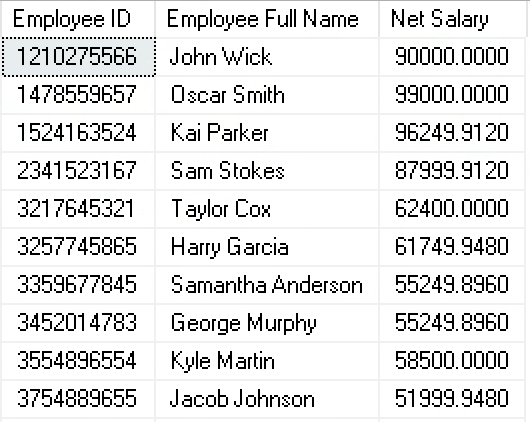 Employee ID Employee Full Name Net Salary
1210275566 John Wick 90000.0000
1478559657 Oscar Smith 99000.0000
1524163524 Kai Parker 96249.9120
2341523167 Sam Stokes 87999.9120
3217645321 Taylor Cox 62400.0000
3257745865 Harry Garcia 61749.9480
3359677845 Samantha Anderson 55249.8960
3452014783 George Murphy 55249.8960
3554896554 Kyle Martin 58500.0000
3754889655 Jacob Johnson 51999.9480